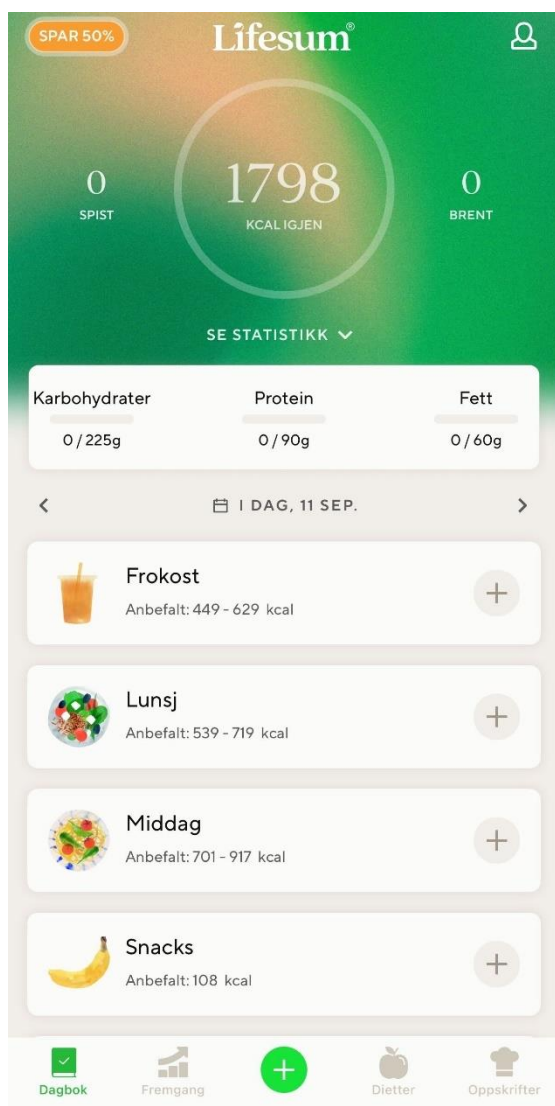 SPAR 50%
Lifesum®
0
SPIST
1798
KCAL IGJEN
0
BRENT
SE STATISTIKK
Karbohydrater
Protein
Fett
0 / 225g
0 / 90g
0 / 60g
I DAG, 11 SEP.
Frokost
Anbefalt: 449 - 629 kcal
Lunsj
Anbefalt: 539 - 719 kcal
Middag
Anbefalt: 701 - 917 kcal
Snacks
Anbefalt: 108 kcal
Dagbok
Fremgang
Dietter
Oppskrifter